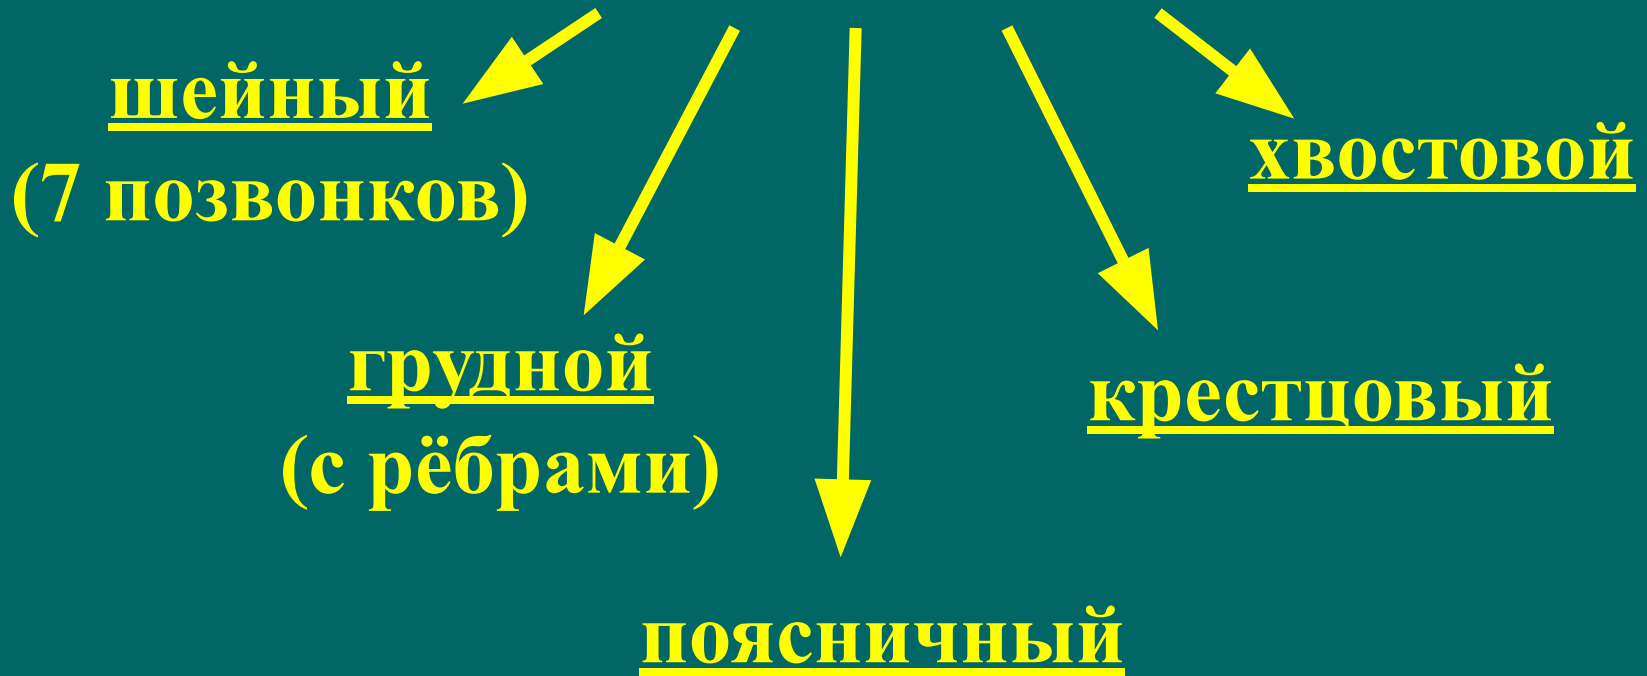 шейный
(7 позвонков)
хвостовой
грудной
(с рёбрами)
крестцовый
поясничный